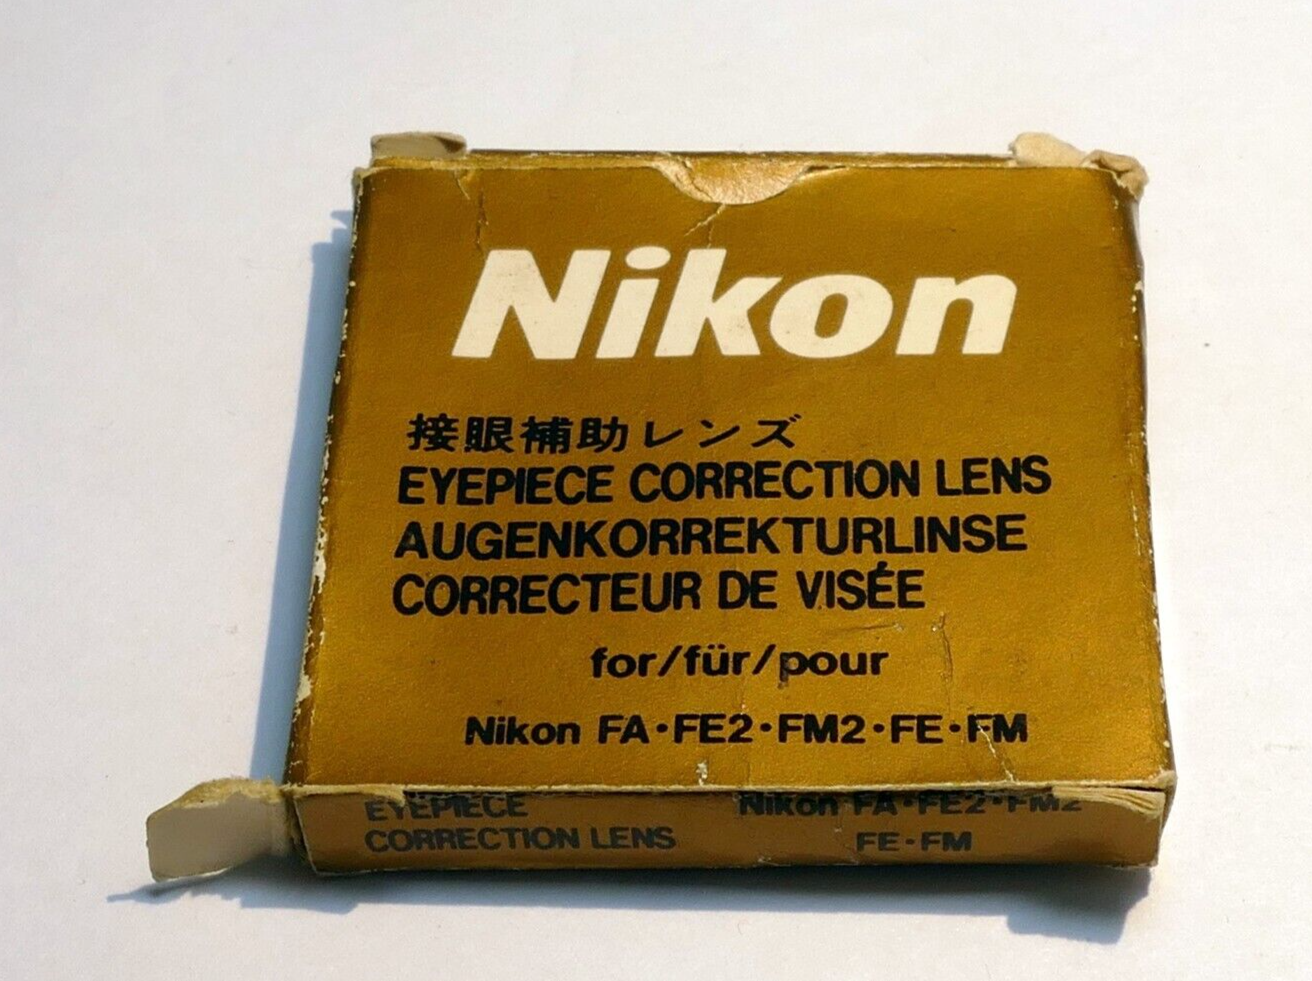 Nikon
接眼補助レンズ
EYEPIECE CORRECTION LENS
AUGENKORREKTURLINSE
CORRECTEUR DE VISÉE
for/für/pour
Nikon FA·FE2·FM2·FE·FM
EYEPIECE
CORRECTION LENS
Nikon FA·FE2·FM2
FE·FM